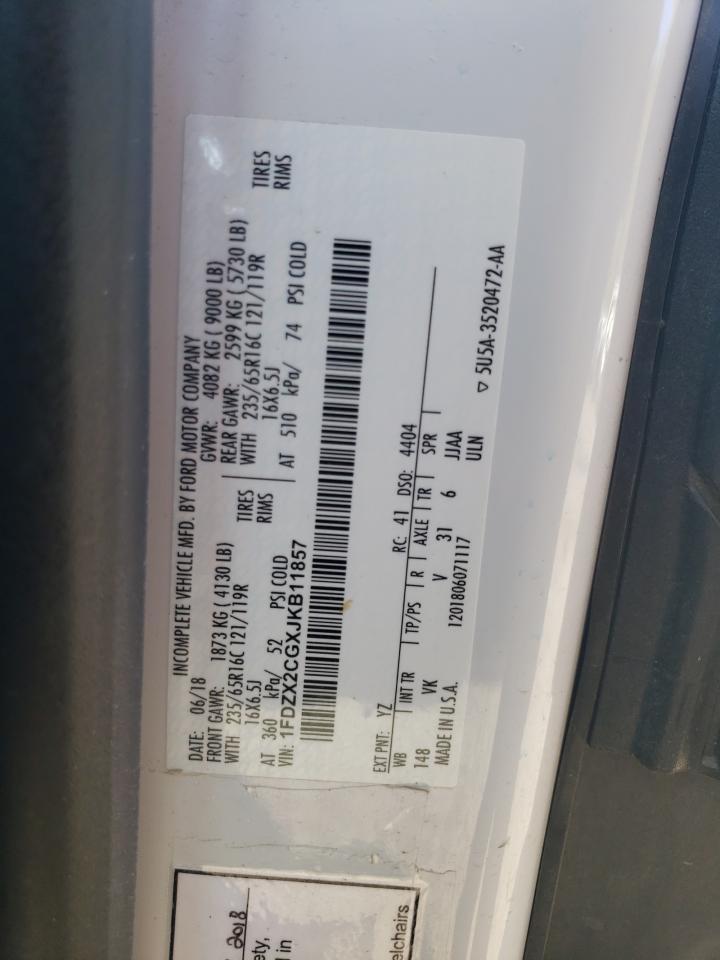 INCOMPLETE VEHICLE MFD. BY FORD MOTOR COMPANY
DATE: 06/18 GVWR: 4082 KG ( 9000 LB)
FRONT GAWR: 1873 KG ( 4130 LB) REAR GAWR: 2599 KG ( 5730 LB)
WITH 235/65R16C 121/119R TIRES WITH 235/65R16C 121/119R TIRES
16X6.5J RIMS 16X6.5J RIMS
AT 360 kPa/ 52 PSI COLD AT 510 kPa/ 74 PSI COLD
VIN: 1FDZX2CGXJKB11857
EXT PNT: YZ RC: 41 DSO: 4404
WB INT TR TP/PS R AXLE TR SPR
148 VK V 31 6 JJAA
MADE IN U.S.A. 1201806071117 ULN
▽ 5U5A-3520472-AA
2018
ety,
in
elchairs